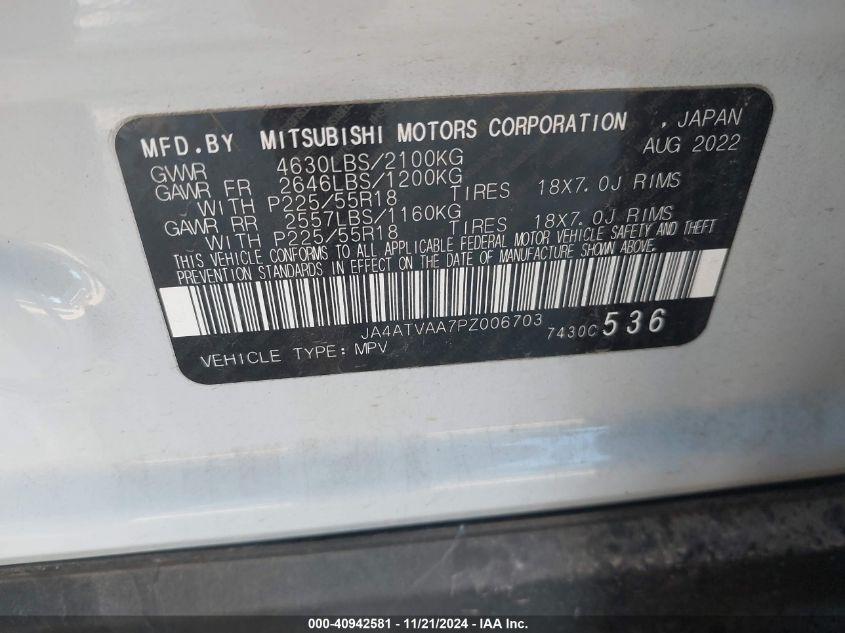 MFD.BY MITSUBISHI MOTORS CORPORATION , JAPAN
AUG 2022
GVWR 4630LBS/2100KG
GAWR FR 2646LBS/1200KG
WITH P225/55R18 TIRES 18X7.0J RIMS
GAWR RR 2557LBS/1160KG
WITH P225/55R18 TIRES 18X7.0J RIMS
THIS VEHICLE CONFORMS TO ALL APPLICABLE FEDERAL MOTOR VEHICLE SAFETY AND THEFT
PREVENTION STANDARDS IN EFFECT ON THE DATE OF MANUFACTURE SHOWN ABOVE.
JA4ATVAA7PZ006703
7430C536
VEHICLE TYPE: MPV
000-40942581 - 11/21/2024 - IAA Inc.